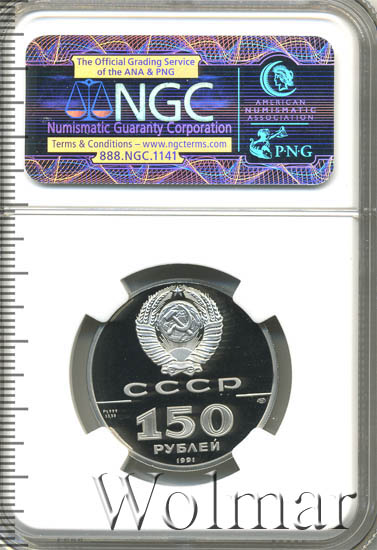 The Official Grading Service
of the ANA & PNG
NGC
Numismatic Guaranty Corporation
Terms & Conditions – www.ngcterms.com
888.NGC.1141
AMERICAN
NUMISMATIC
ASSOCIATION
P·N·G
СССР
150
РУБЛЕЙ
1991
Wolmar